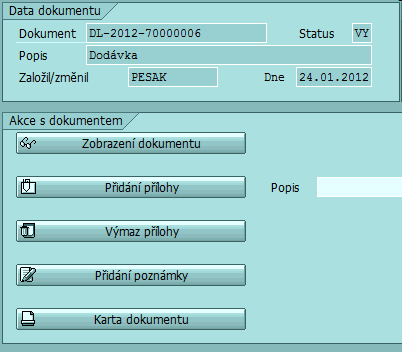 Data dokumentu
Dokument DL-2012-70000006 Status VY
Popis Dodávka
Založil/změnil PESAK Dne 24.01.2012
Akce s dokumentem
Zobrazení dokumentu
Přidání přílohy Popis
Výmaz přílohy
Přidání poznámky
Karta dokumentu